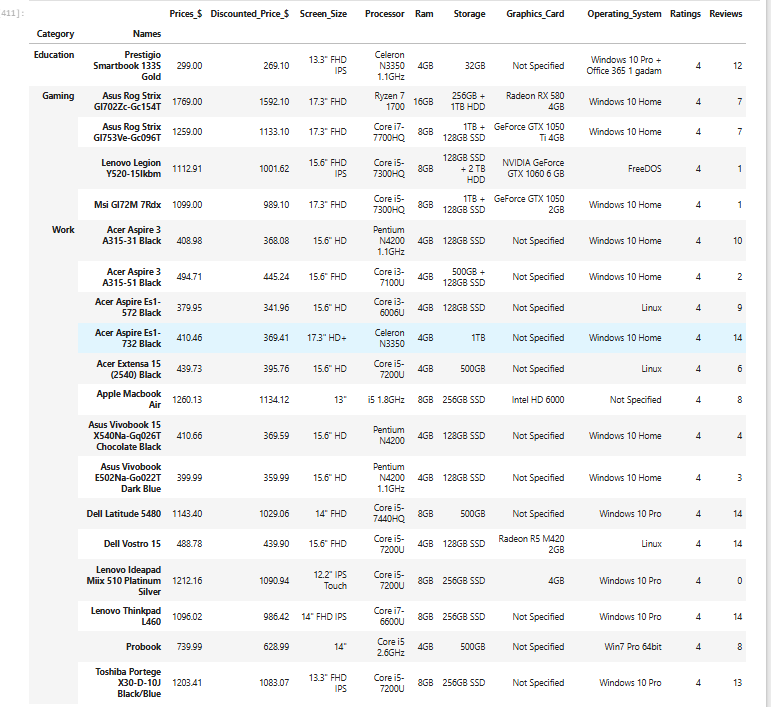 411]:
Prices_$ Discounted_Price_$ Screen_Size Processor Ram Storage Graphics_Card Operating_System Ratings Reviews
Category Names
Education Prestigio Smartbook 133S Gold 299.00 269.10 13.3" FHD IPS Celeron N3350 1.1GHz 4GB 32GB Not Specified Windows 10 Pro + Office 365 1 gadam 4 12
Gaming Asus Rog Strix Gl702Zc-Gc154T 1769.00 1592.10 17.3" FHD Ryzen 7 1700 16GB 256GB + 1TB HDD Radeon RX 580 4GB Windows 10 Home 4 7
Asus Rog Strix Gl753Ve-Gc096T 1259.00 1133.10 17.3" FHD Core i7-7700HQ 8GB 1TB + 128GB SSD GeForce GTX 1050 Ti 4GB Windows 10 Home 4 7
Lenovo Legion Y520-15Ikbm 1112.91 1001.62 15.6" FHD IPS Core i5-7300HQ 8GB 128GB SSD + 2 TB HDD NVIDIA GeForce GTX 1060 6 GB FreeDOS 4 1
Msi Gl72M 7Rdx 1099.00 989.10 17.3" FHD Core i5-7300HQ 8GB 1TB + 128GB SSD GeForce GTX 1050 2GB Windows 10 Home 4 1
Work Acer Aspire 3 A315-31 Black 408.98 368.08 15.6" HD Pentium N4200 1.1GHz 4GB 128GB SSD Not Specified Windows 10 Home 4 10
Acer Aspire 3 A315-51 Black 494.71 445.24 15.6" FHD Core i3-7100U 4GB 500GB + 128GB SSD Not Specified Windows 10 Home 4 2
Acer Aspire Es1-572 Black 379.95 341.96 15.6" HD Core i3-6006U 4GB 128GB SSD Not Specified Linux 4 9
Acer Aspire Es1-732 Black 410.46 369.41 17.3" HD+ Celeron N3350 4GB 1TB Not Specified Windows 10 Home 4 14
Acer Extensa 15 (2540) Black 439.73 395.76 15.6" HD Core i5-7200U 4GB 500GB Not Specified Linux 4 6
Apple Macbook Air 1260.13 1134.12 13" i5 1.8GHz 8GB 256GB SSD Intel HD 6000 Not Specified 4 8
Asus Vivobook 15 X540Na-Gq026T Chocolate Black 410.66 369.59 15.6" HD Pentium N4200 4GB 128GB SSD Not Specified Windows 10 Home 4 4
Asus Vivobook E502Na-Go022T Dark Blue 399.99 359.99 15.6" HD Pentium N4200 1.1GHz 4GB 128GB SSD Not Specified Windows 10 Home 4 3
Dell Latitude 5480 1143.40 1029.06 14" FHD Core i5-7440HQ 8GB 500GB Not Specified Windows 10 Pro 4 14
Dell Vostro 15 488.78 439.90 15.6" FHD Core i5-7200U 4GB 128GB SSD Radeon R5 M420 2GB Linux 4 14
Lenovo Ideapad Miix 510 Platinum Silver 1212.16 1090.94 12.2" IPS Touch Core i5-7200U 8GB 256GB SSD 4GB Windows 10 Pro 4 0
Lenovo Thinkpad L460 1096.02 986.42 14" FHD IPS Core i7-6600U 8GB 256GB SSD Not Specified Windows 10 Pro 4 14
Probook 739.99 628.99 14" Core i5 2.6GHz 4GB 500GB Not Specified Win7 Pro 64bit 4 8
Toshiba Portege X30-D-10J Black/Blue 1203.41 1083.07 13.3" FHD IPS Core i5-7200U 8GB 256GB SSD Not Specified Windows 10 Pro 4 13